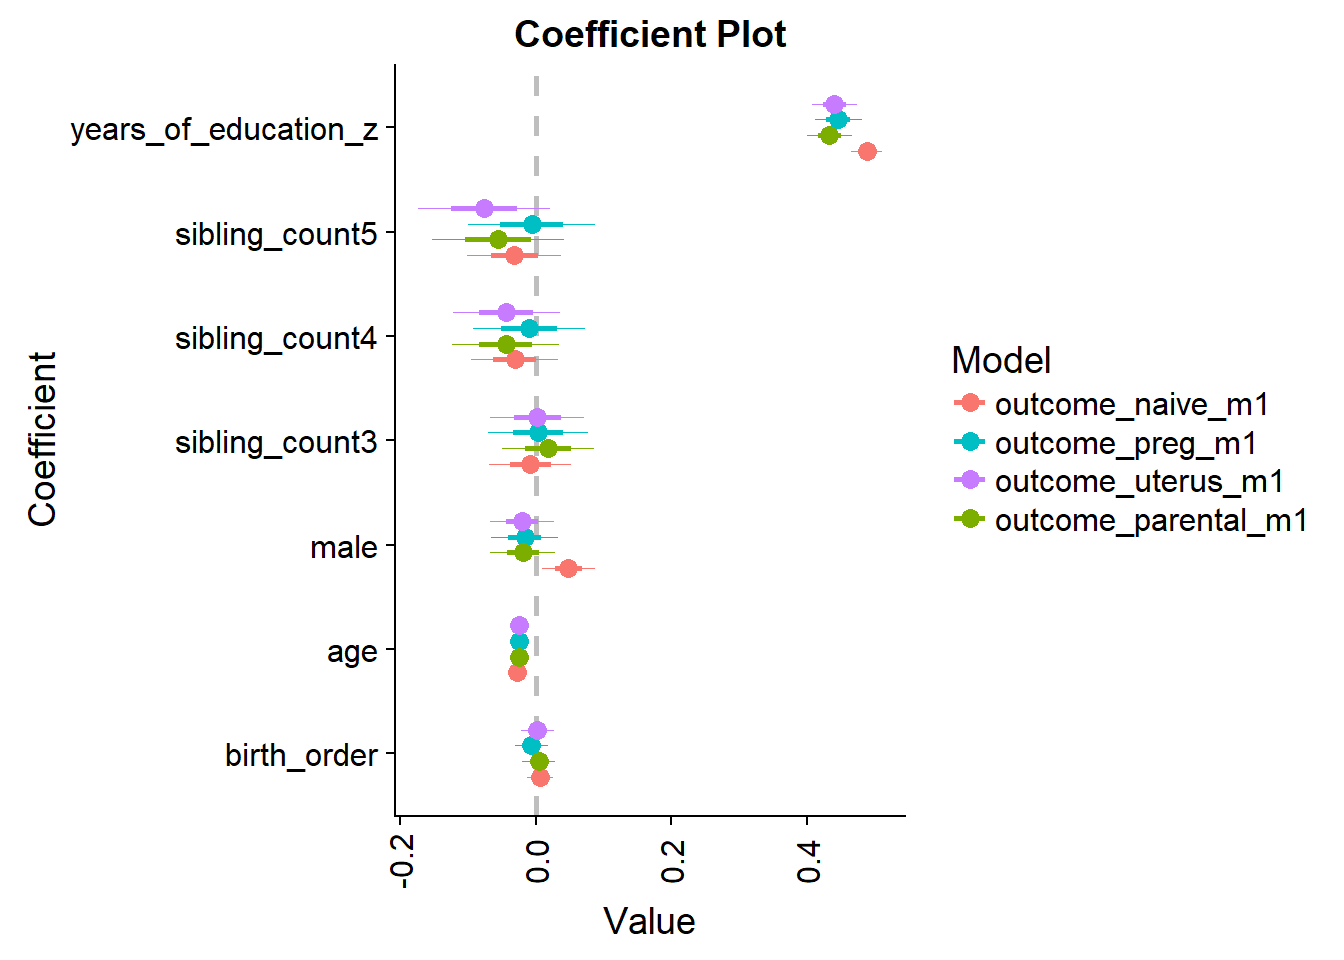 Coefficient Plot
Coefficient
years_of_education_z
sibling_count5
sibling_count4
sibling_count3
male
age
birth_order
-0.2
0.0
0.2
0.4
Value
Model
outcome_naive_m1
outcome_preg_m1
outcome_uterus_m1
outcome_parental_m1